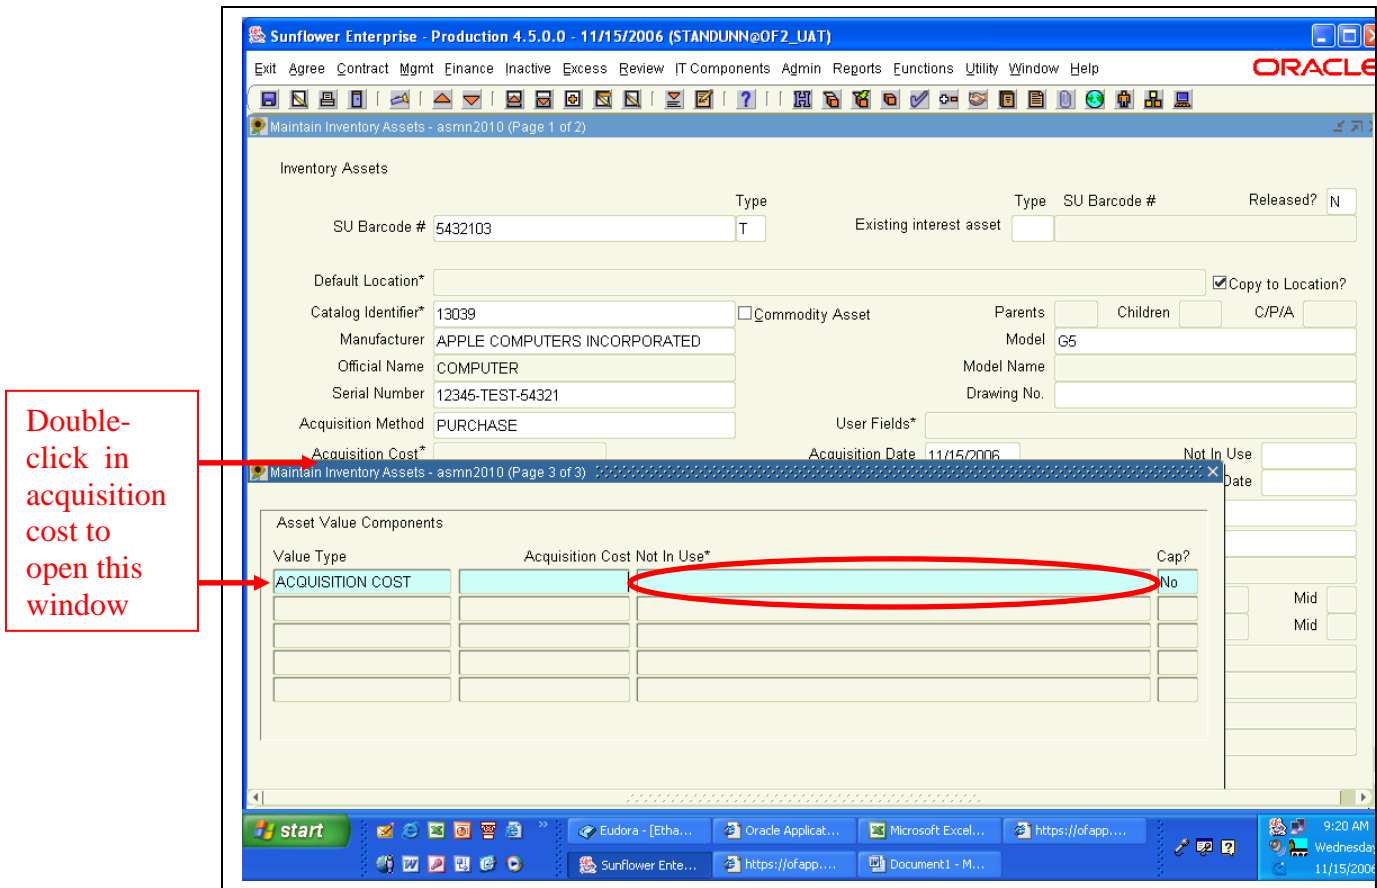 Sunflower Enterprise - Production 4.5.0.0 - 11/15/2006 (STANDUNN@OF2_UAT)
Exit Agree Contract Mgmt Finance Inactive Excess Review IT Components Admin Reports Functions Utility Window Help
ORACLE
Maintain Inventory Assets - asmn2010 (Page 1 of 2)
Inventory Assets
Type Type SU Barcode # Released? N
SU Barcode # 5432103 T Existing interest asset
Default Location* Copy to Location?
Catalog Identifier* 13039 Commodity Asset Parents Children C/P/A
Manufacturer APPLE COMPUTERS INCORPORATED Model G5
Official Name COMPUTER Model Name
Serial Number 12345-TEST-54321 Drawing No.
Acquisition Method PURCHASE User Fields*
Acquisition Cost* Acquisition Date 11/15/2006 Not In Use
Date
Double-
click in
acquisition
cost to
open this
window
Maintain Inventory Assets - asmn2010 (Page 3 of 3)
Asset Value Components
Value Type Acquisition Cost Not In Use* Cap?
ACQUISITION COST No
Mid
Mid
start
Eudora - [Etha... Oracle Applicat... Microsoft Excel... https://ofapp.... 9:20 AM
Wednesday
Sunflower Ente... https://ofapp.... Document1 - M... 11/15/2006